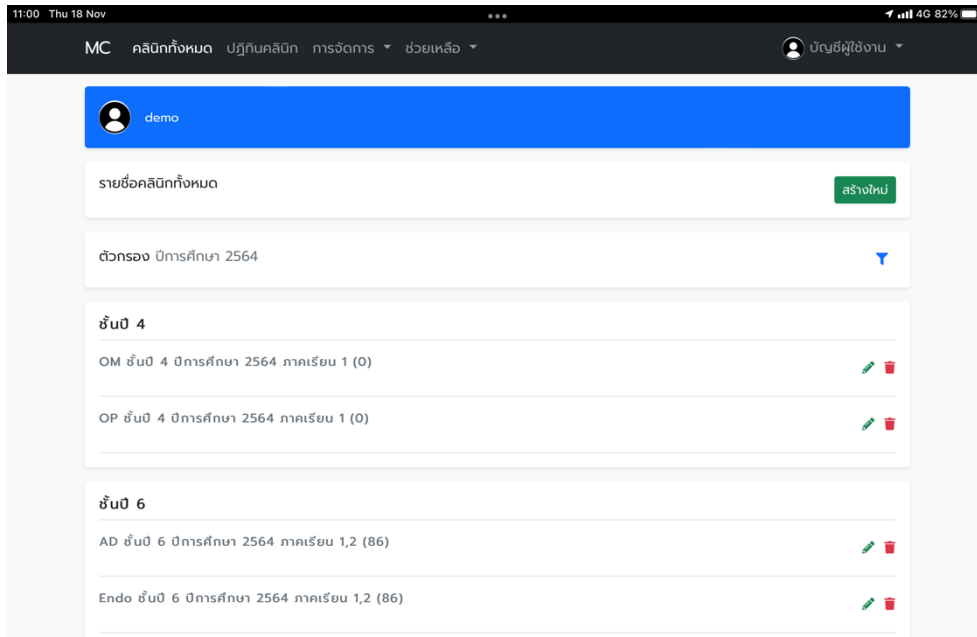 11:00 Thu 18 Nov 4G 82%
MC คลินิกทั้งหมด ปฏิทินคลินิก การจัดการ ช่วยเหลือ บัญชีผู้ใช้งาน
demo
รายชื่อคลินิกทั้งหมด สร้างใหม่
ตัวกรอง ปีการศึกษา 2564
ชั้นปี 4
OM ชั้นปี 4 ปีการศึกษา 2564 ภาคเรียน 1 (0)
OP ชั้นปี 4 ปีการศึกษา 2564 ภาคเรียน 1 (0)
ชั้นปี 6
AD ชั้นปี 6 ปีการศึกษา 2564 ภาคเรียน 1,2 (86)
Endo ชั้นปี 6 ปีการศึกษา 2564 ภาคเรียน 1,2 (86)